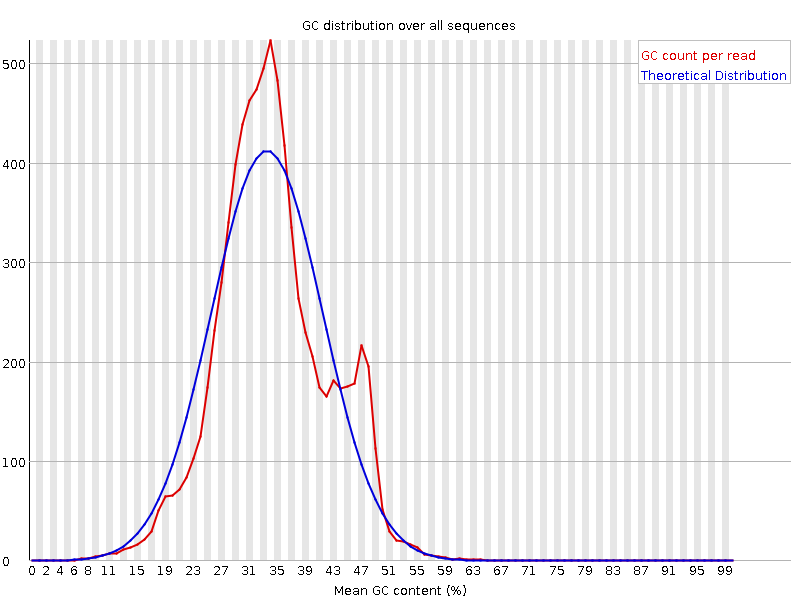 GC distribution over all sequences
GC count per read
Theoretical Distribution
500
400
300
200
100
0
0 2 4 6 8 11 15 19 23 27 31 35 39 43 47 51 55 59 63 67 71 75 79 83 87 91 95 99
Mean GC content (%)